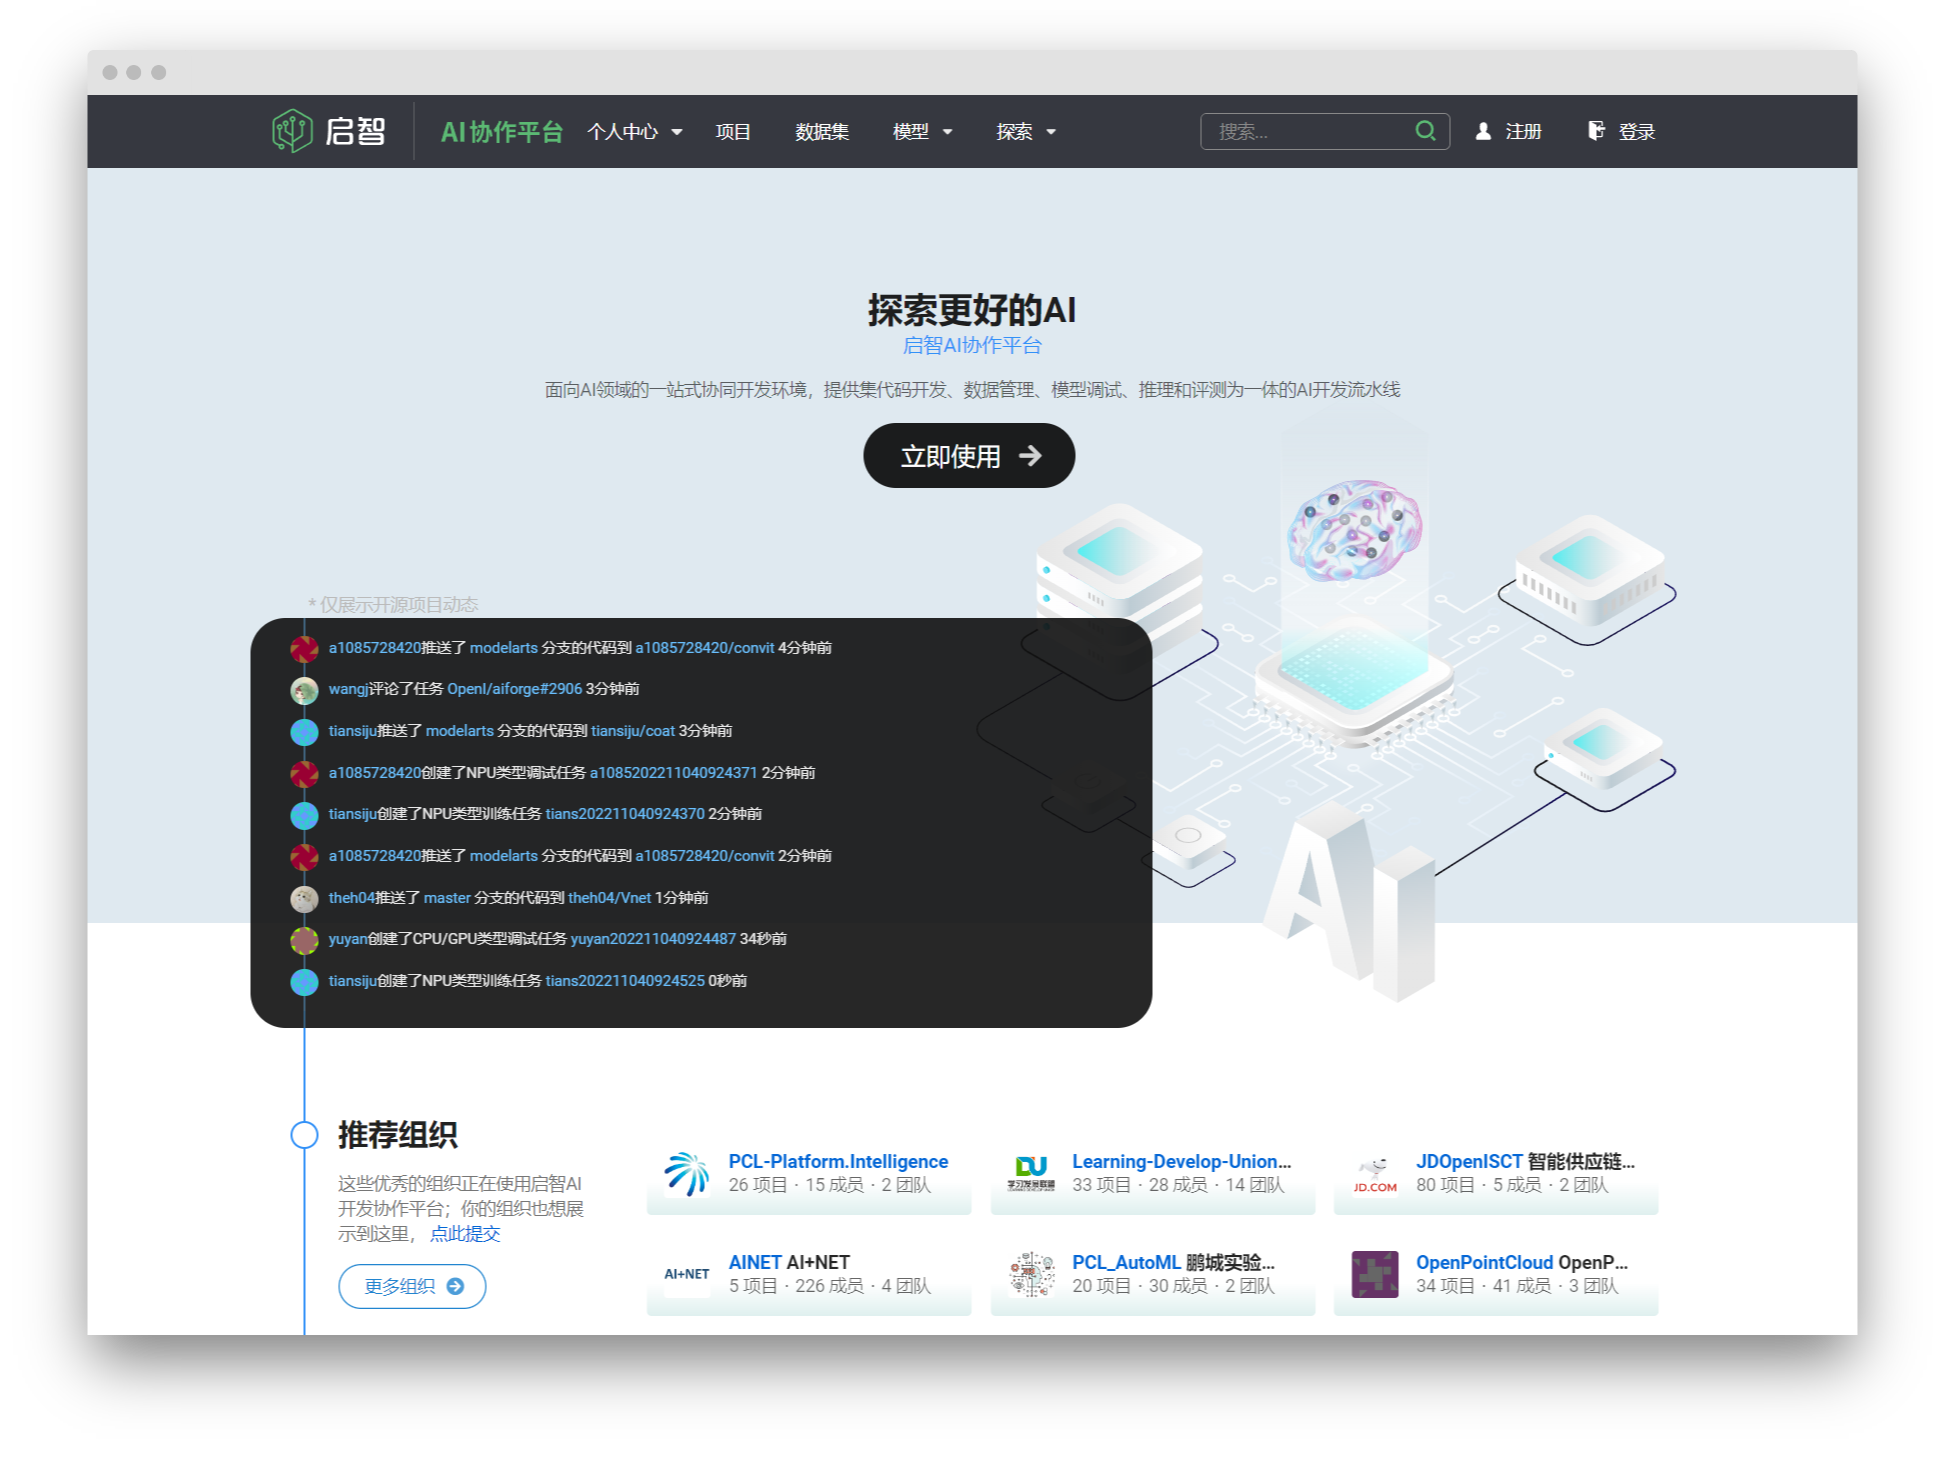 启智
AI协作平台 个人中心 项目 数据集 模型 探索 搜索... 注册 登录
探索更好的AI
启智AI协作平台
面向AI领域的一站式协同开发环境，提供集代码开发、数据管理、模型调试、推理和评测为一体的AI开发流水线
立即使用
* 仅展示开源项目动态
a1085728420推送了 modelarts 分支的代码到 a1085728420/convit 4分钟前
wangj评论了任务 OpenI/aiforge#2906 3分钟前
tiansiju推送了 modelarts 分支的代码到 tiansiju/coat 3分钟前
a1085728420创建了NPU类型调试任务 a1085202211040924371 2分钟前
tiansiju创建了NPU类型训练任务 tians202211040924370 2分钟前
a1085728420推送了 modelarts 分支的代码到 a1085728420/convit 2分钟前
theh04推送了 master 分支的代码到 theh04/Vnet 1分钟前
yuyan创建了CPU/GPU类型调试任务 yuyan202211040924487 34秒前
tiansiju创建了NPU类型训练任务 tians202211040924525 0秒前
AI
推荐组织
这些优秀的组织正在使用启智AI
开发协作平台；你的组织也想展
示到这里， 点此提交
更多组织
PCL-Platform.Intelligence
26 项目 · 15 成员 · 2 团队
DU
学习发展联盟
Learning-Develop-Union...
33 项目 · 28 成员 · 14 团队
JD.COM
JDOpenISCT 智能供应链...
80 项目 · 5 成员 · 2 团队
AI+NET
AINET AI+NET
5 项目 · 226 成员 · 4 团队
PCL_AutoML 鹏城实验...
20 项目 · 30 成员 · 2 团队
OpenPointCloud OpenP...
34 项目 · 41 成员 · 3 团队